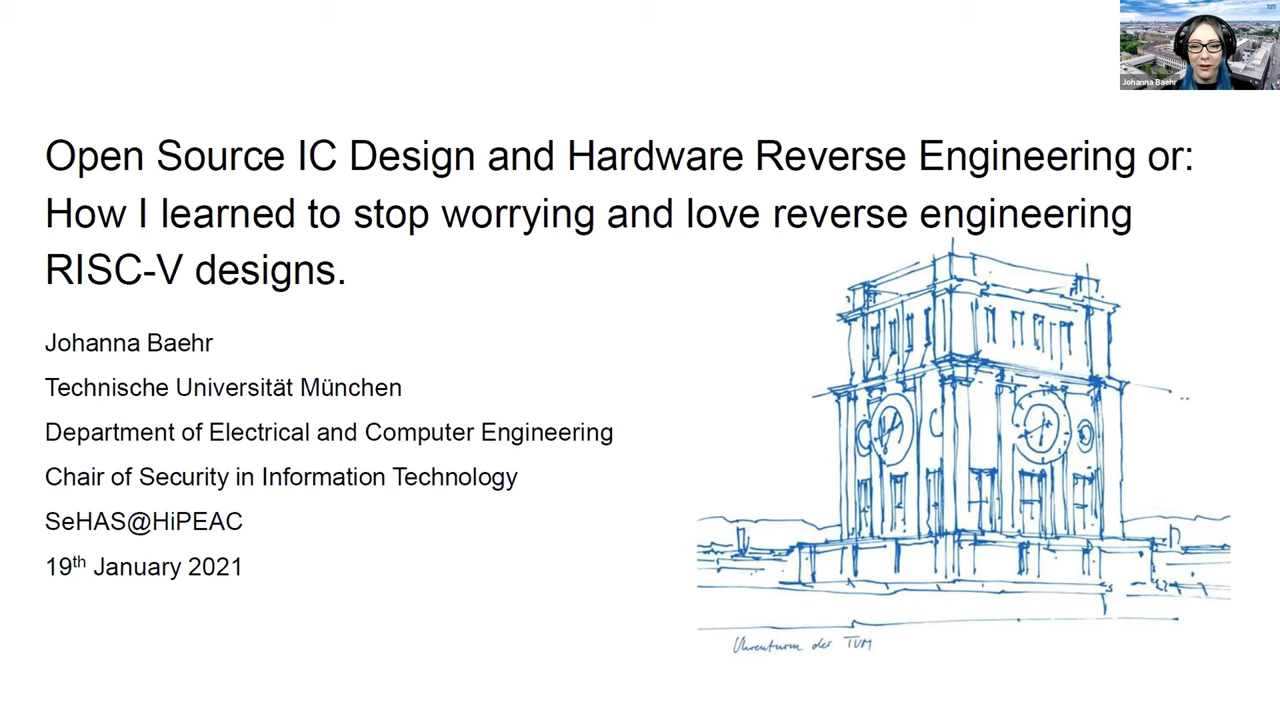 TUM
Johanna Baehr
Open Source IC Design and Hardware Reverse Engineering or:
How I learned to stop worrying and love reverse engineering
RISC-V designs.
Johanna Baehr
Technische Universität München
Department of Electrical and Computer Engineering
Chair of Security in Information Technology
SeHAS@HiPEAC
19th January 2021
Uhrenturm der TUM